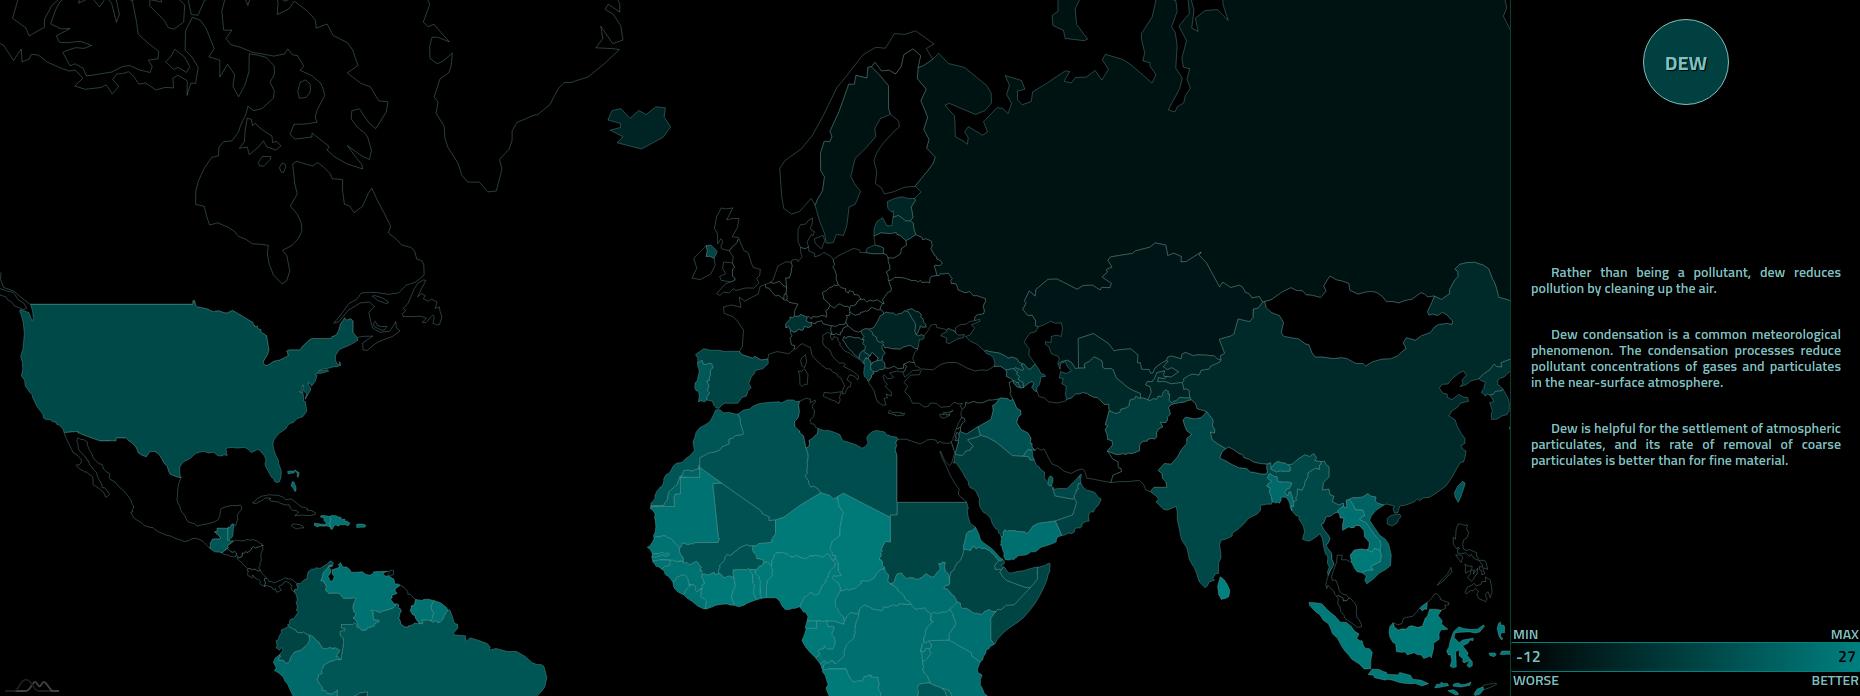 DEW
Rather than being a pollutant, dew reduces
pollution by cleaning up the air.
Dew condensation is a common meteorological
phenomenon. The condensation processes reduce
pollutant concentrations of gases and particulates
in the near-surface atmosphere.
Dew is helpful for the settlement of atmospheric
particulates, and its rate of removal of coarse
particulates is better than for fine material.
MIN MAX
-12 27
WORSE BETTER